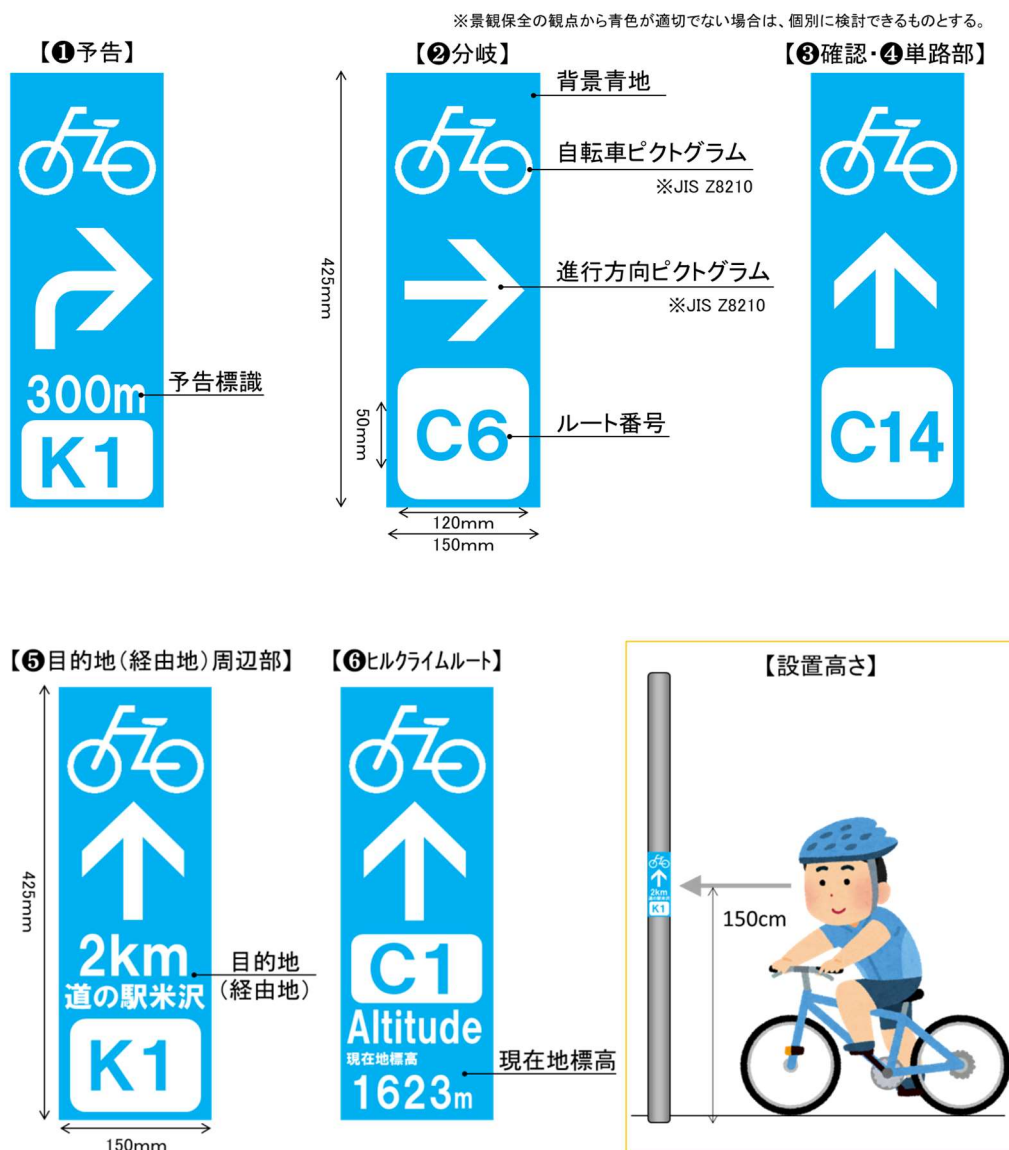 ※景観保全の観点から青色が適切でない場合は、個別に検討できるものとする。
【❶予告】
300m
K1
予告標識
【❷分岐】
425mm
背景青地
自転車ピクトグラム
※JIS Z8210
進行方向ピクトグラム
※JIS Z8210
C6
ルート番号
50mm
120mm
150mm
【❸確認・❹単路部】
C14
【❺目的地(経由地)周辺部】
425mm
2km
道の駅米沢
K1
目的地
(経由地)
150mm
【❻ヒルクライムルート】
C1
Altitude
現在地標高
1623m
現在地標高
【設置高さ】
2km
道の駅米沢
K1
150cm